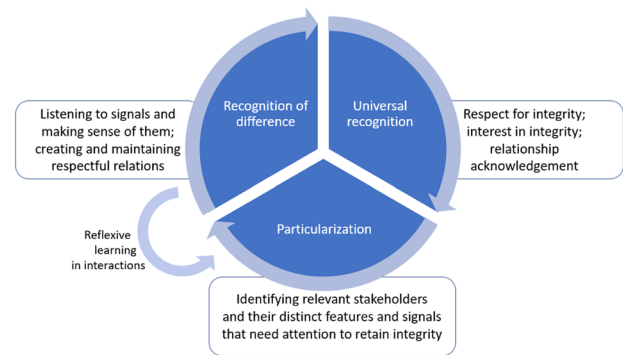 Recognition of
difference
Universal
recognition
Listening to signals and
making sense of them;
creating and maintaining
respectful relations
Respect for integrity;
interest in integrity;
relationship
acknowledgement
Particularization
Reflexive
learning
in interactions
Identifying relevant stakeholders
and their distinct features and signals
that need attention to retain integrity